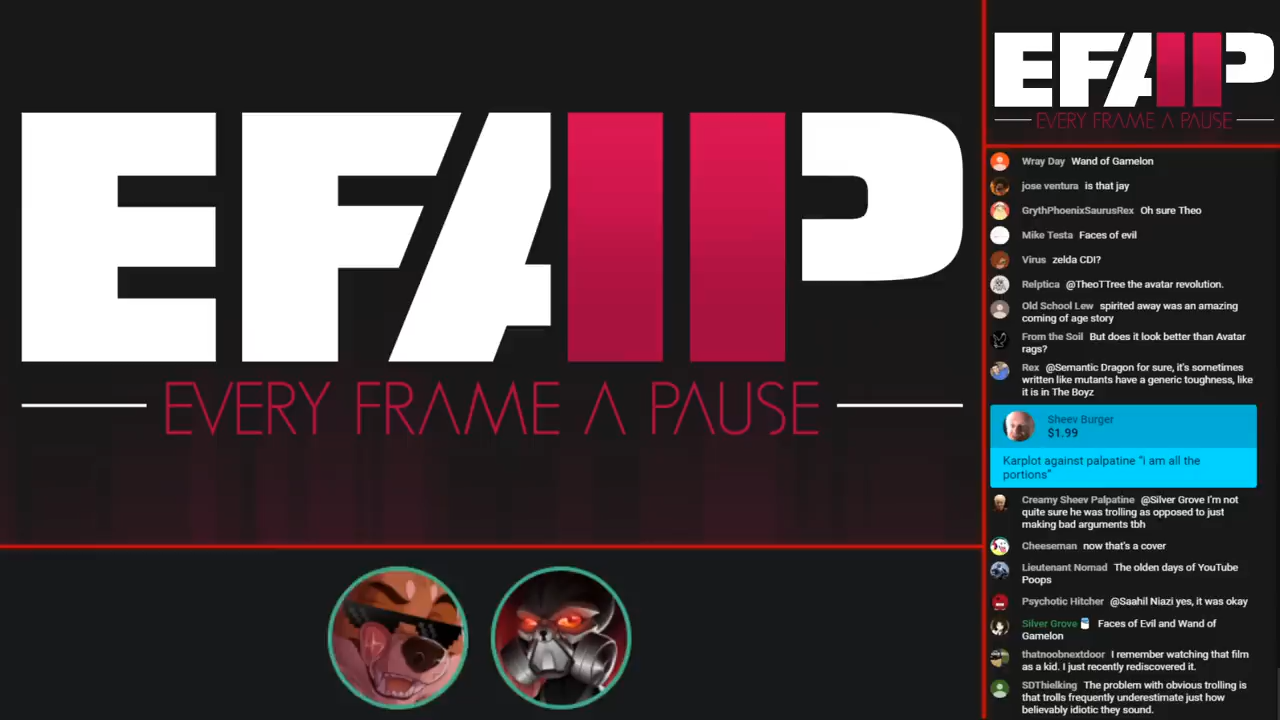 EFAP
EVERY FRAME A PAUSE
EFAP
EVERY FRAME A PAUSE
Wray Day Wand of Gamelon
jose ventura is that jay
GrythPhoenixSaurusRex Oh sure Theo
Mike Testa Faces of evil
Virus zelda CDI?
Relptica @TheoTTree the avatar revolution.
Old School Lew spirited away was an amazing
coming of age story
From the Soil But does it look better than Avatar
rags?
Rex @Semantic Dragon for sure, it's sometimes
written like mutants have a generic toughness, like
it is in The Boyz
Sheev Burger
$1.99
Karplot against palpatine "i am all the
portions"
Creamy Sheev Palpatine @Silver Grove I'm not
quite sure he was trolling as opposed to just
making bad arguments tbh
Cheeseman now that's a cover
Lieutenant Nomad The olden days of YouTube
Poops
Psychotic Hitcher @Saahil Niazi yes, it was okay
Silver Grove Faces of Evil and Wand of
Gamelon
thatnoobnextdoor I remember watching that film
as a kid. I just recently rediscovered it.
SDThielking The problem with obvious trolling is
that trolls frequently underestimate just how
believably idiotic they sound.